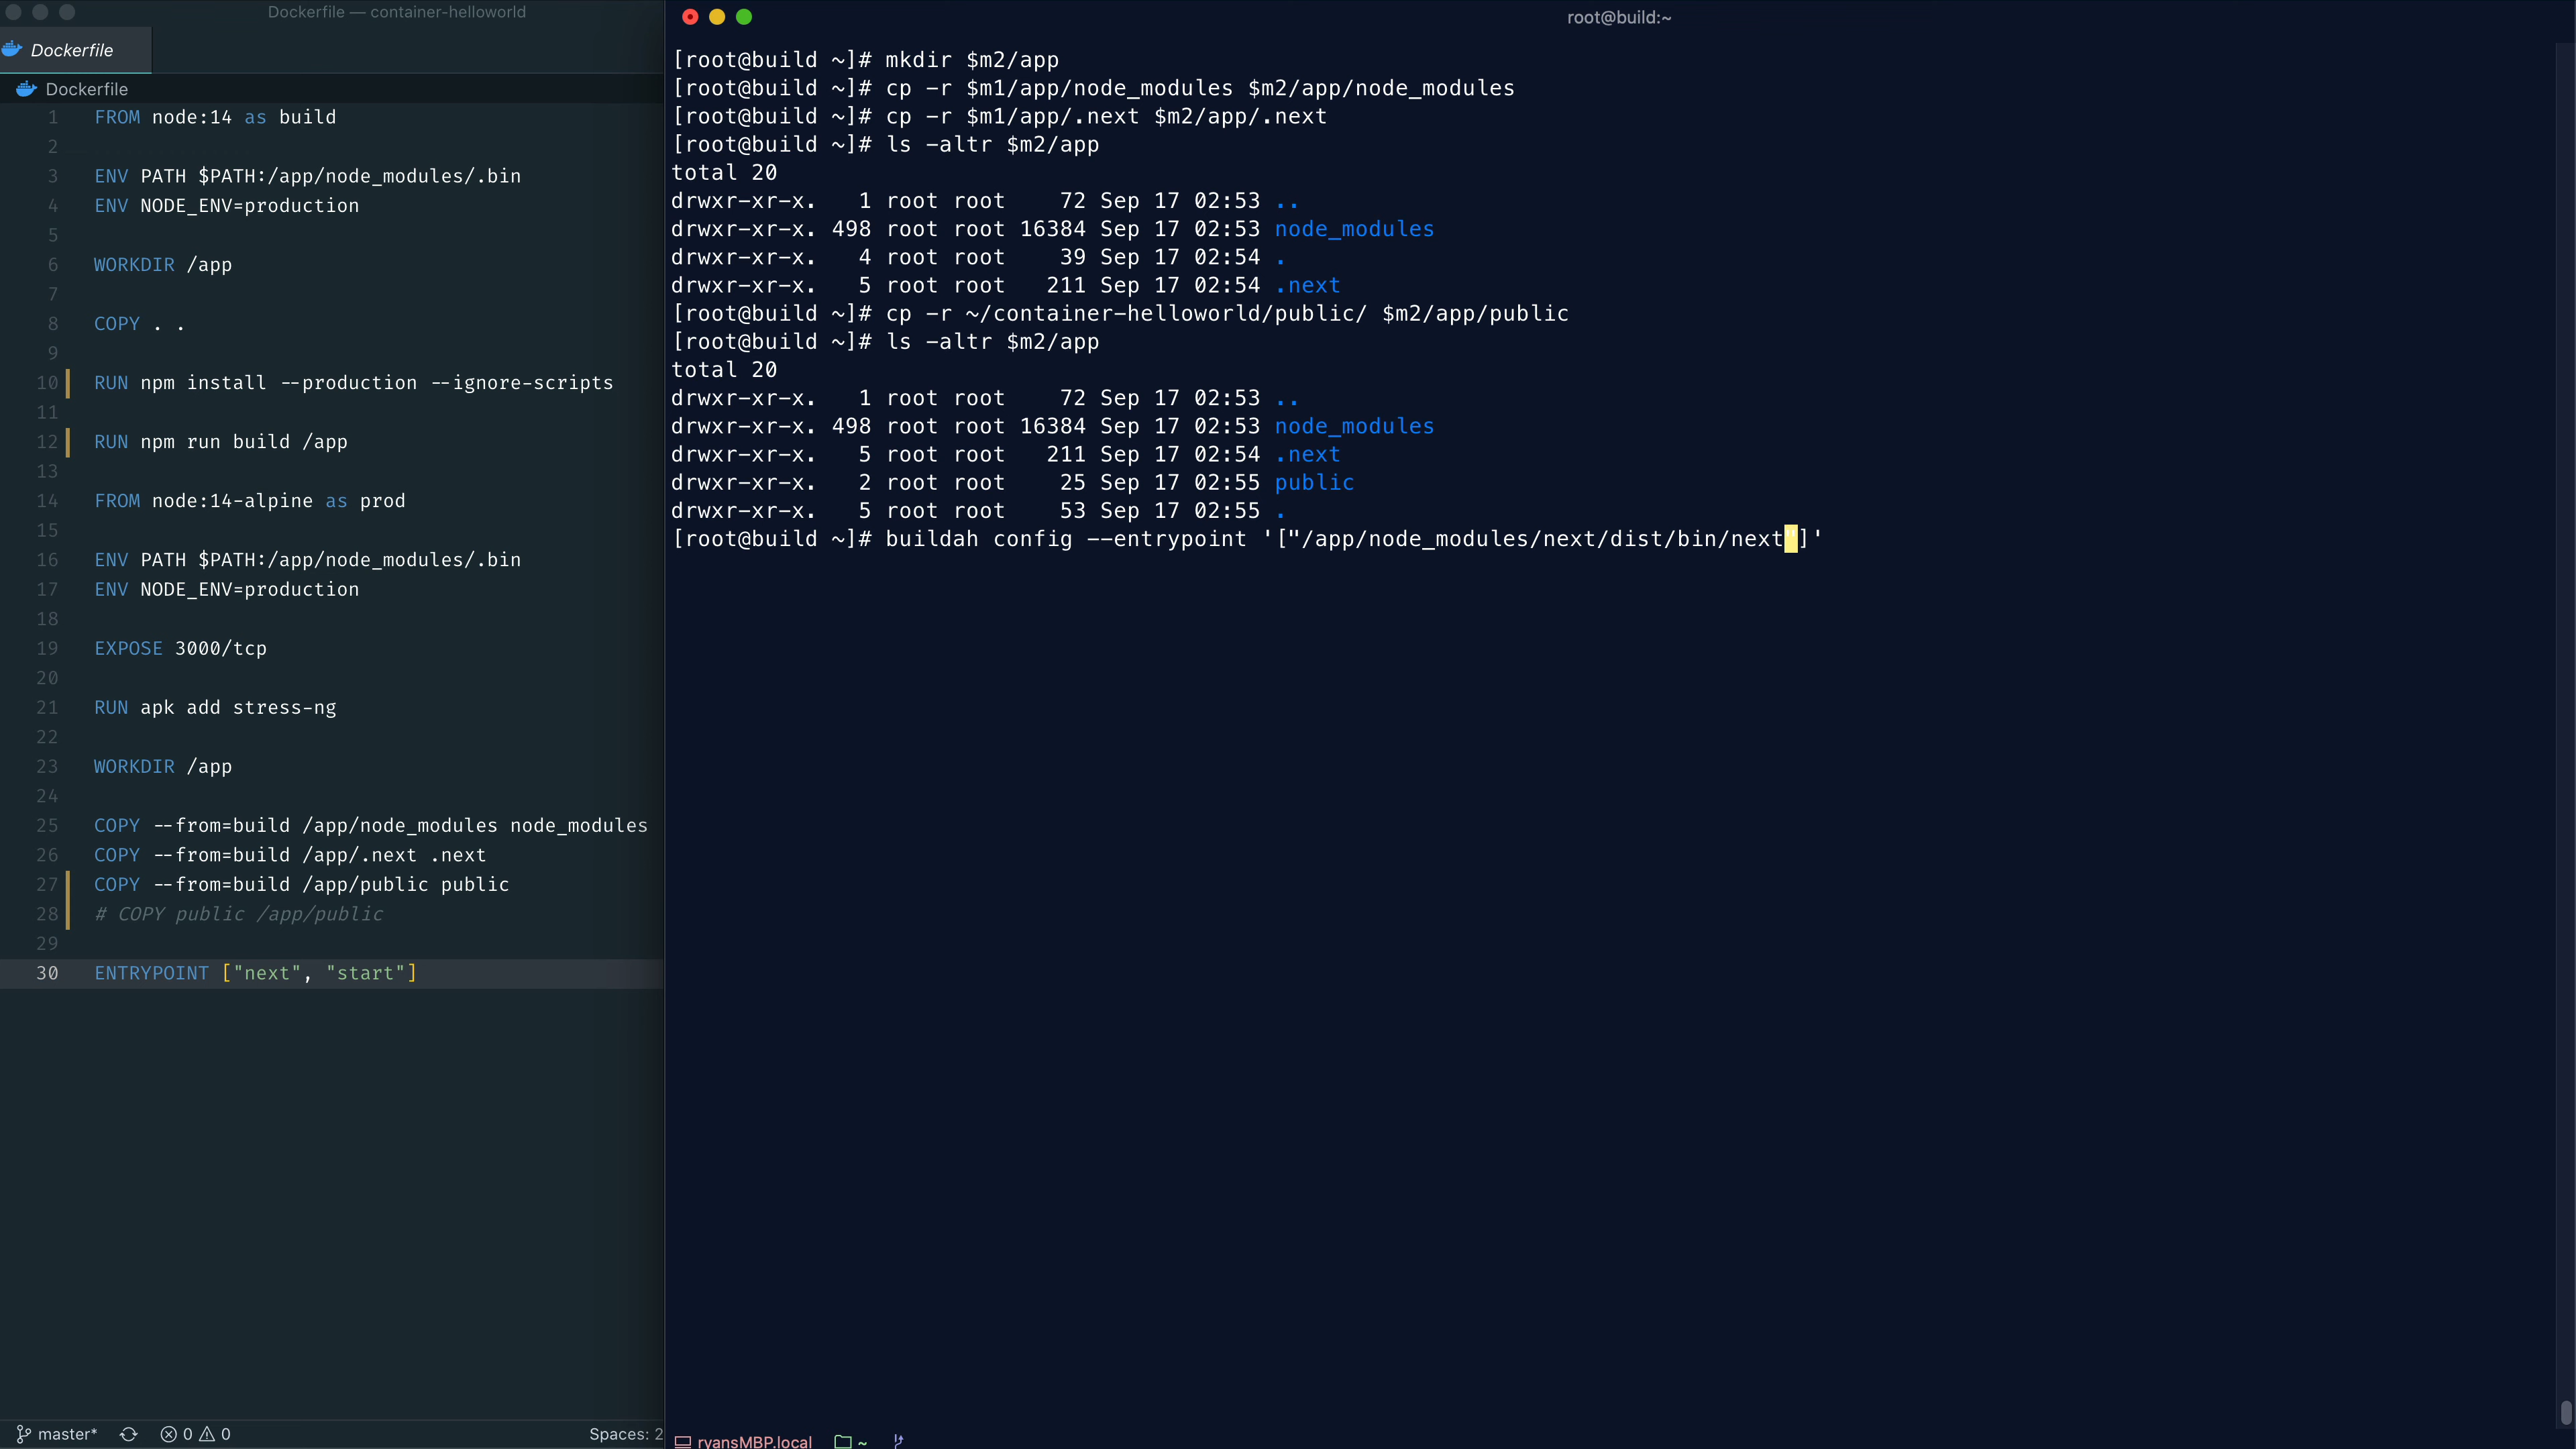 Dockerfile — container-helloworld
Dockerfile
Dockerfile
1 FROM node:14 as build
2
3 ENV PATH $PATH:/app/node_modules/.bin
4 ENV NODE_ENV=production
5
6 WORKDIR /app
7
8 COPY . .
9
10 RUN npm install --production --ignore-scripts
11
12 RUN npm run build /app
13
14 FROM node:14-alpine as prod
15
16 ENV PATH $PATH:/app/node_modules/.bin
17 ENV NODE_ENV=production
18
19 EXPOSE 3000/tcp
20
21 RUN apk add stress-ng
22
23 WORKDIR /app
24
25 COPY --from=build /app/node_modules node_modules
26 COPY --from=build /app/.next .next
27 COPY --from=build /app/public public
28 # COPY public /app/public
29
30 ENTRYPOINT ["next", "start"]
master* 0 0 Spaces: 2
root@build:~
[root@build ~]# mkdir $m2/app
[root@build ~]# cp -r $m1/app/node_modules $m2/app/node_modules
[root@build ~]# cp -r $m1/app/.next $m2/app/.next
[root@build ~]# ls -altr $m2/app
total 20
drwxr-xr-x. 1 root root 72 Sep 17 02:53 ..
drwxr-xr-x. 498 root root 16384 Sep 17 02:53 node_modules
drwxr-xr-x. 4 root root 39 Sep 17 02:54 .
drwxr-xr-x. 5 root root 211 Sep 17 02:54 .next
[root@build ~]# cp -r ~/container-helloworld/public/ $m2/app/public
[root@build ~]# ls -altr $m2/app
total 20
drwxr-xr-x. 1 root root 72 Sep 17 02:53 ..
drwxr-xr-x. 498 root root 16384 Sep 17 02:53 node_modules
drwxr-xr-x. 5 root root 211 Sep 17 02:54 .next
drwxr-xr-x. 2 root root 25 Sep 17 02:55 public
drwxr-xr-x. 5 root root 53 Sep 17 02:55 .
[root@build ~]# buildah config --entrypoint '["/app/node_modules/next/dist/bin/next"]'
ryansMBP.local ~